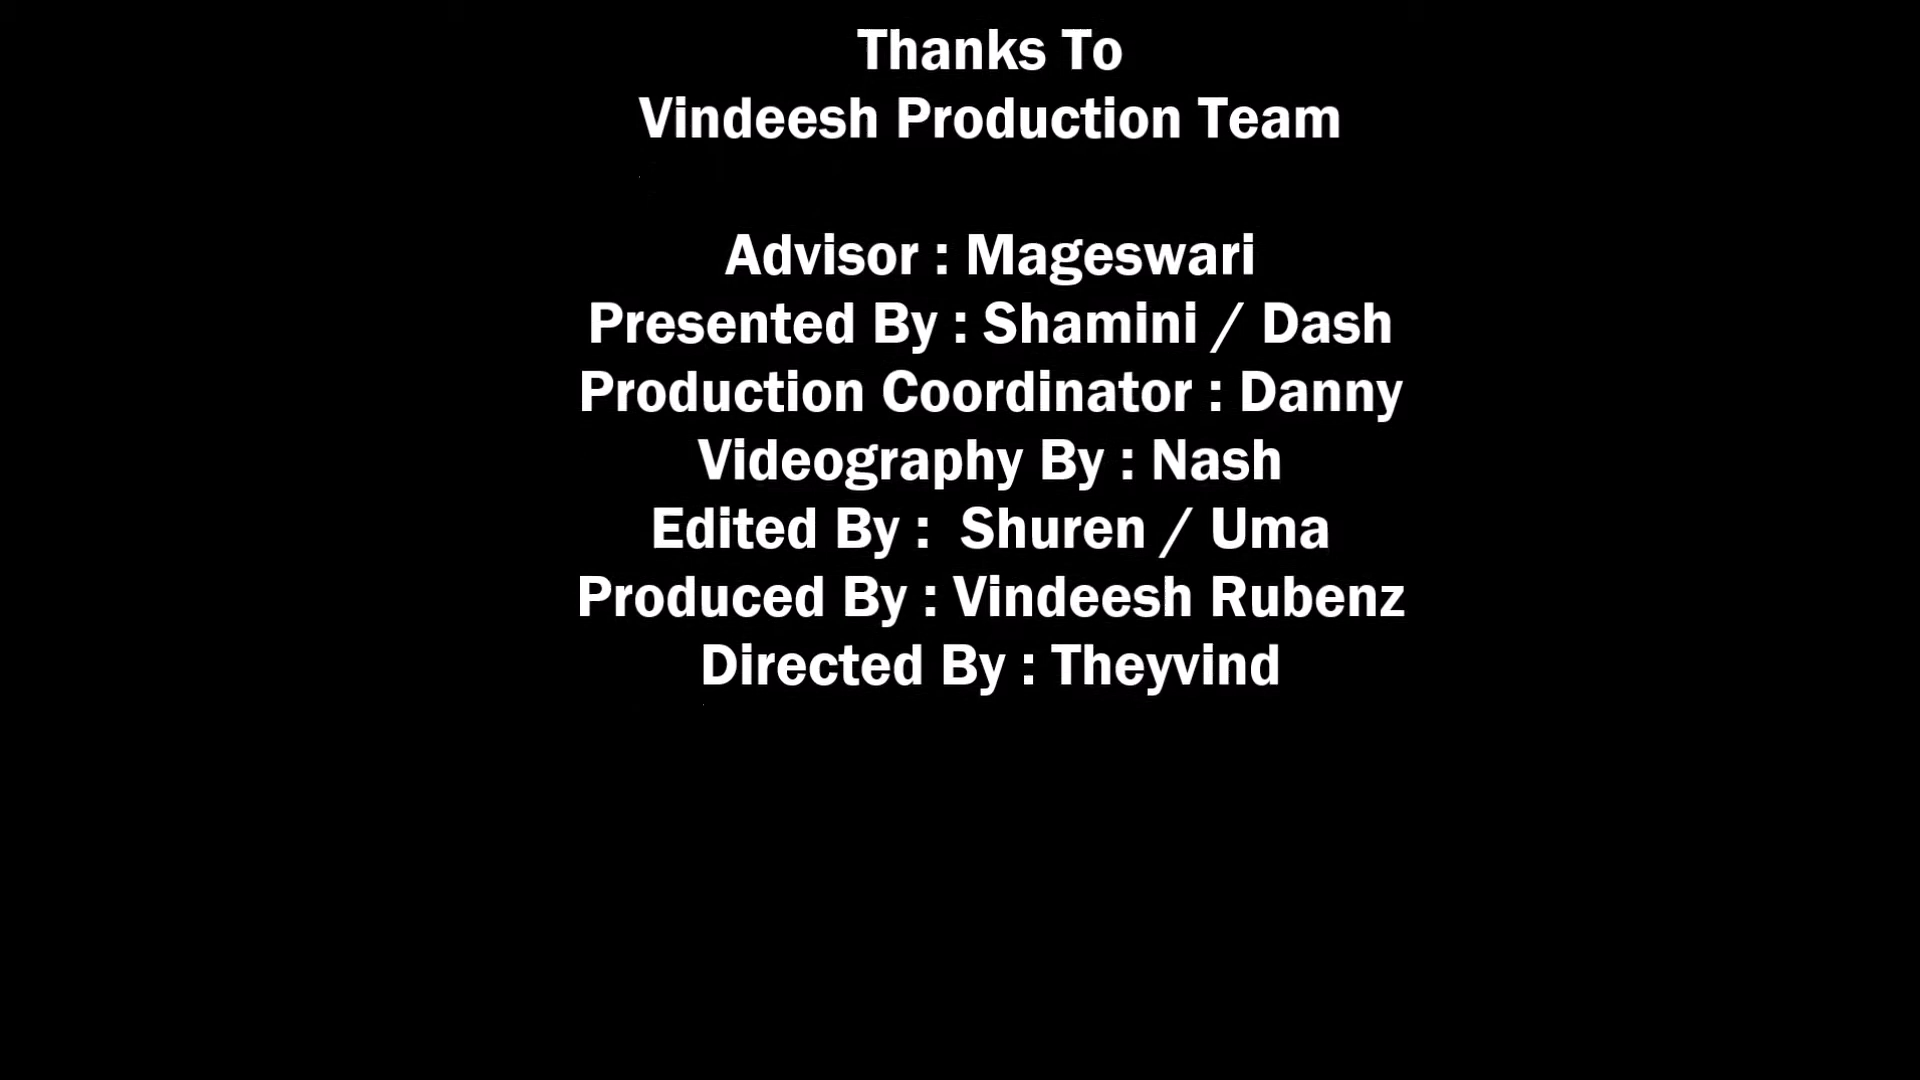 Thanks To
Vindeesh Production Team
Advisor : Mageswari
Presented By : Shamini / Dash
Production Coordinator : Danny
Videography By : Nash
Edited By :  Shuren / Uma
Produced By : Vindeesh Rubenz
Directed By : Theyvind